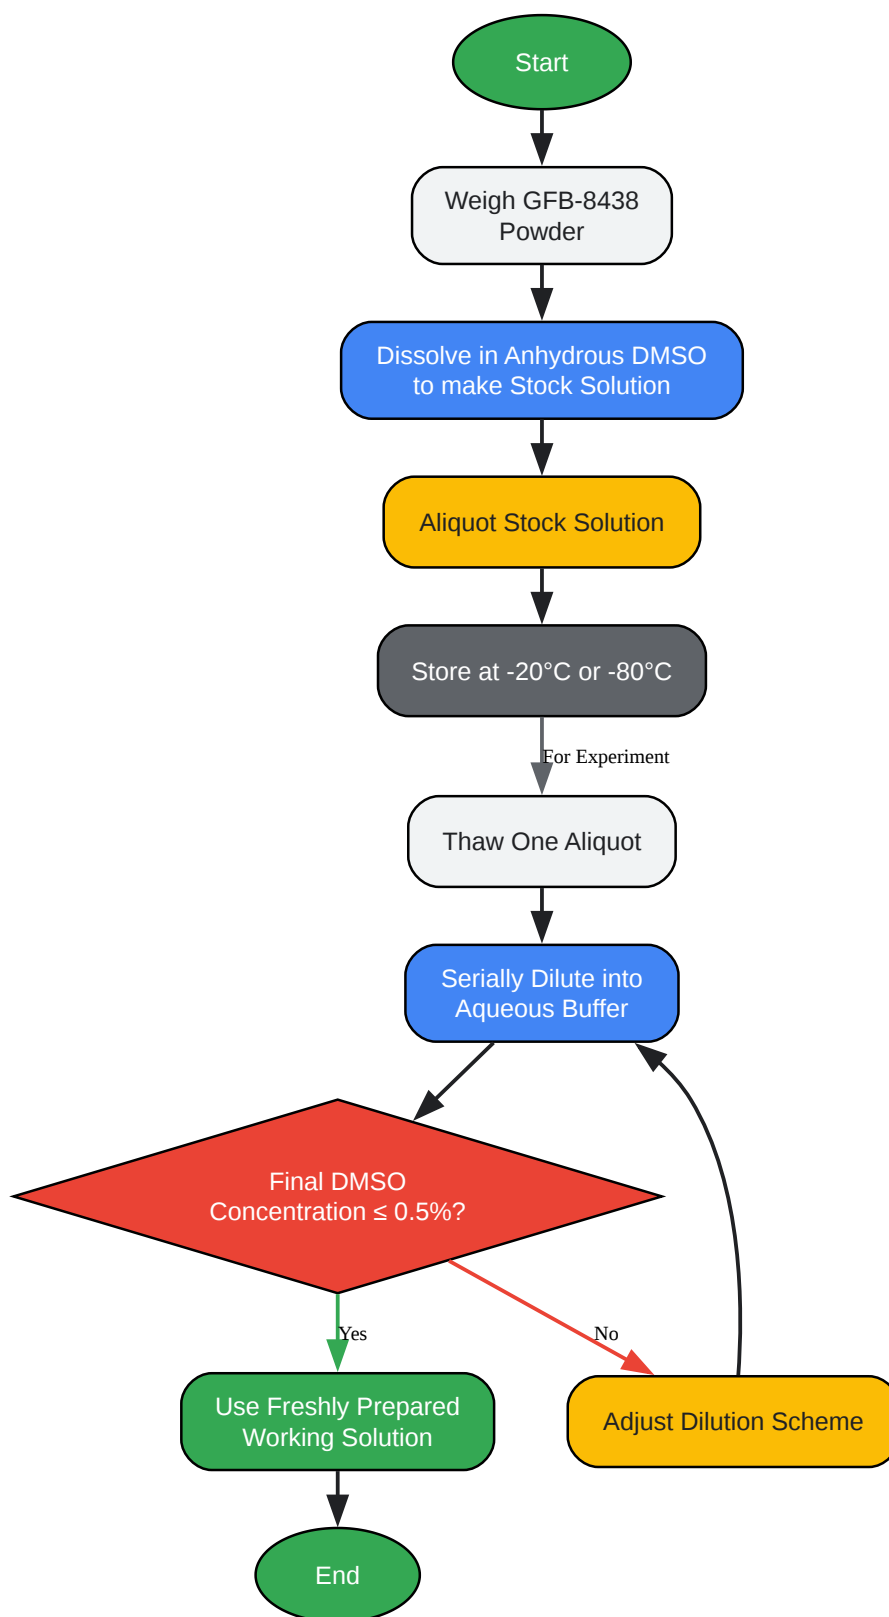 Start
Weigh GFB-8438
Powder
Dissolve in Anhydrous DMSO
to make Stock Solution
Aliquot Stock Solution
Store at -20°C or -80°C
For Experiment
Thaw One Aliquot
Serially Dilute into
Aqueous Buffer
Final DMSO
Concentration ≤ 0.5%?
Yes
No
Use Freshly Prepared
Working Solution
Adjust Dilution Scheme
End